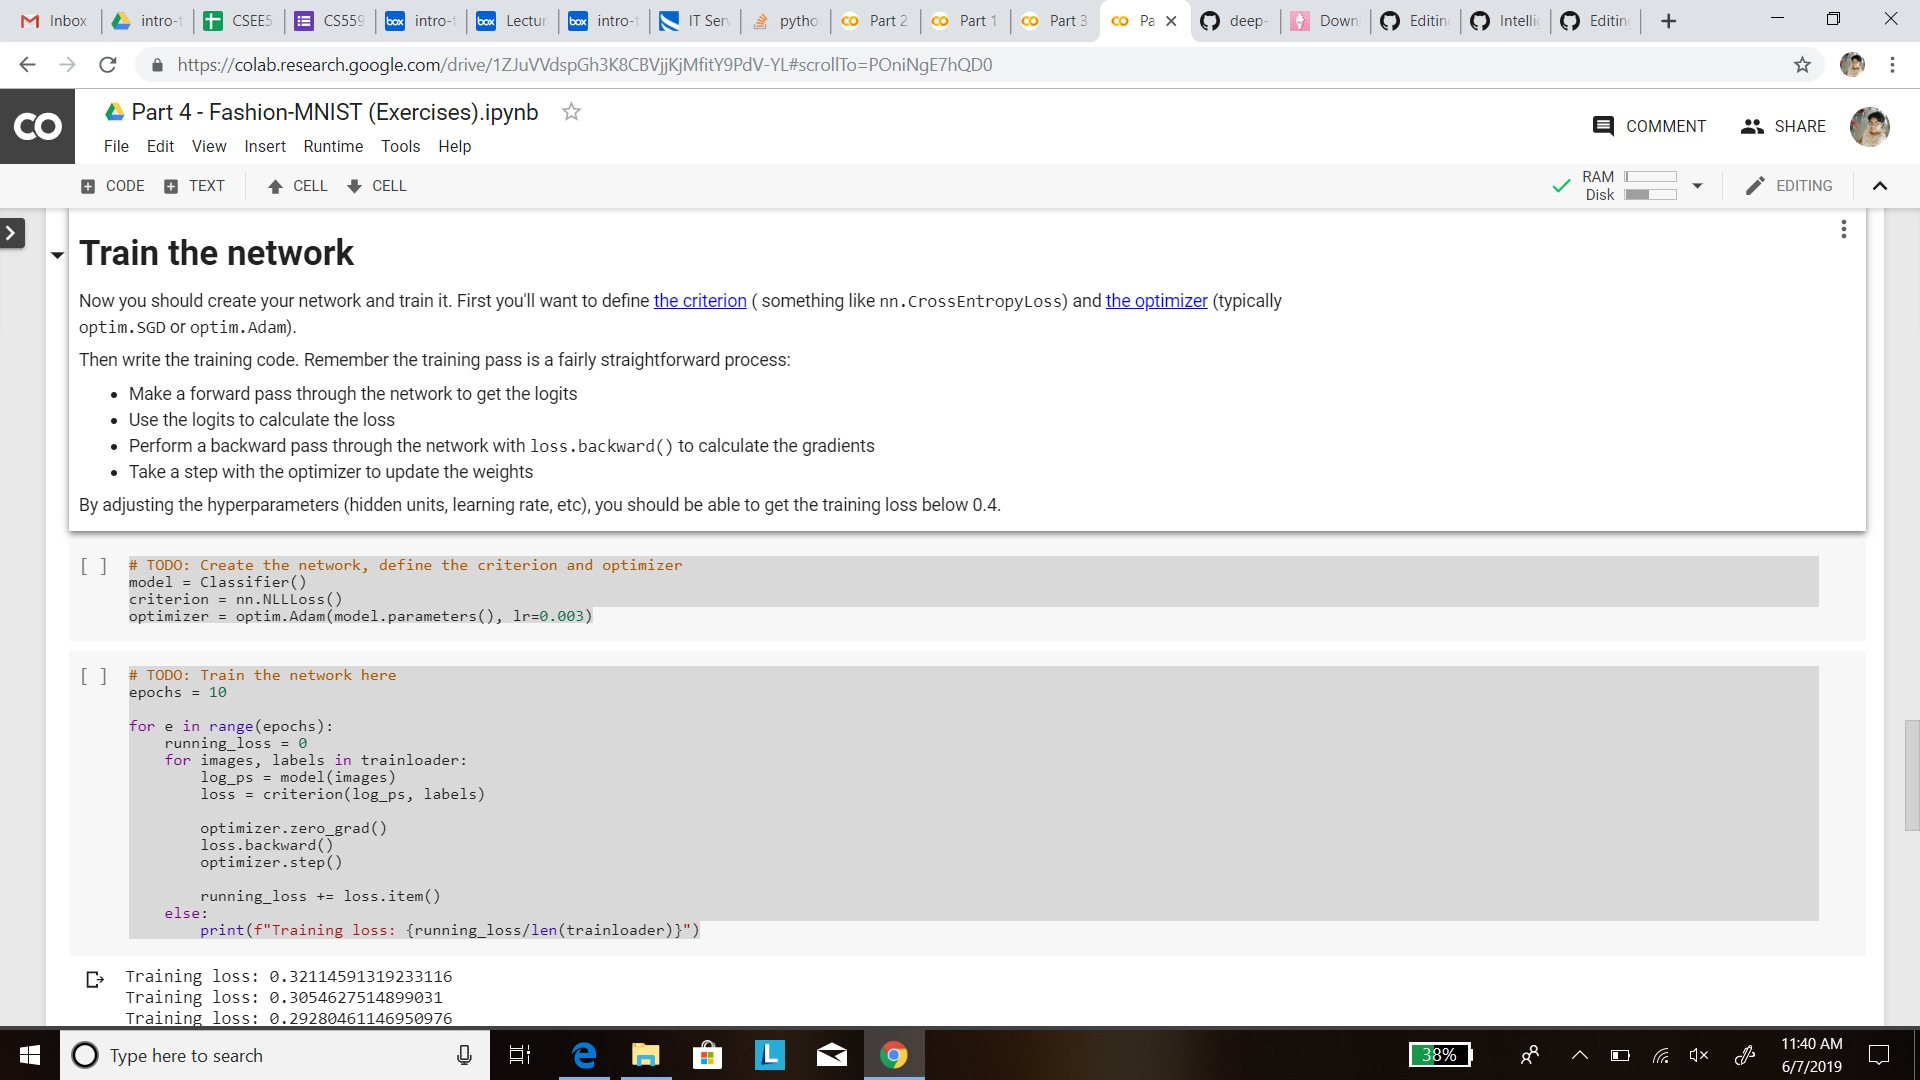 Inbox intro-t CSEE5 CS559 box intro-t box Lectur box intro-t IT Serv pytho Part 2 Part 1 Part 3 Pa deep- Down Editin Intelli Editin
https://colab.research.google.com/drive/1ZJuVVdspGh3K8CBVjjKjMfitY9PdV-YL#scrollTo=POniNgE7hQD0
CO Part 4 - Fashion-MNIST (Exercises).ipynb
COMMENT SHARE
File Edit View Insert Runtime Tools Help
CODE TEXT CELL CELL RAM Disk EDITING
Train the network
Now you should create your network and train it. First you'll want to define the criterion ( something like nn.CrossEntropyLoss) and the optimizer (typically
optim.SGD or optim.Adam).
Then write the training code. Remember the training pass is a fairly straightforward process:
• Make a forward pass through the network to get the logits
• Use the logits to calculate the loss
• Perform a backward pass through the network with loss.backward() to calculate the gradients
• Take a step with the optimizer to update the weights
By adjusting the hyperparameters (hidden units, learning rate, etc), you should be able to get the training loss below 0.4.
[ ] # TODO: Create the network, define the criterion and optimizer
model = Classifier()
criterion = nn.NLLLoss()
optimizer = optim.Adam(model.parameters(), lr=0.003)
[ ] # TODO: Train the network here
epochs = 10
for e in range(epochs):
    running_loss = 0
    for images, labels in trainloader:
        log_ps = model(images)
        loss = criterion(log_ps, labels)
        optimizer.zero_grad()
        loss.backward()
        optimizer.step()
        running_loss += loss.item()
    else:
        print(f"Training loss: {running_loss/len(trainloader)}")
Training loss: 0.32114591319233116
Training loss: 0.3054627514899031
Training loss: 0.29280461146950976
Type here to search
L
38%
11:40 AM
6/7/2019